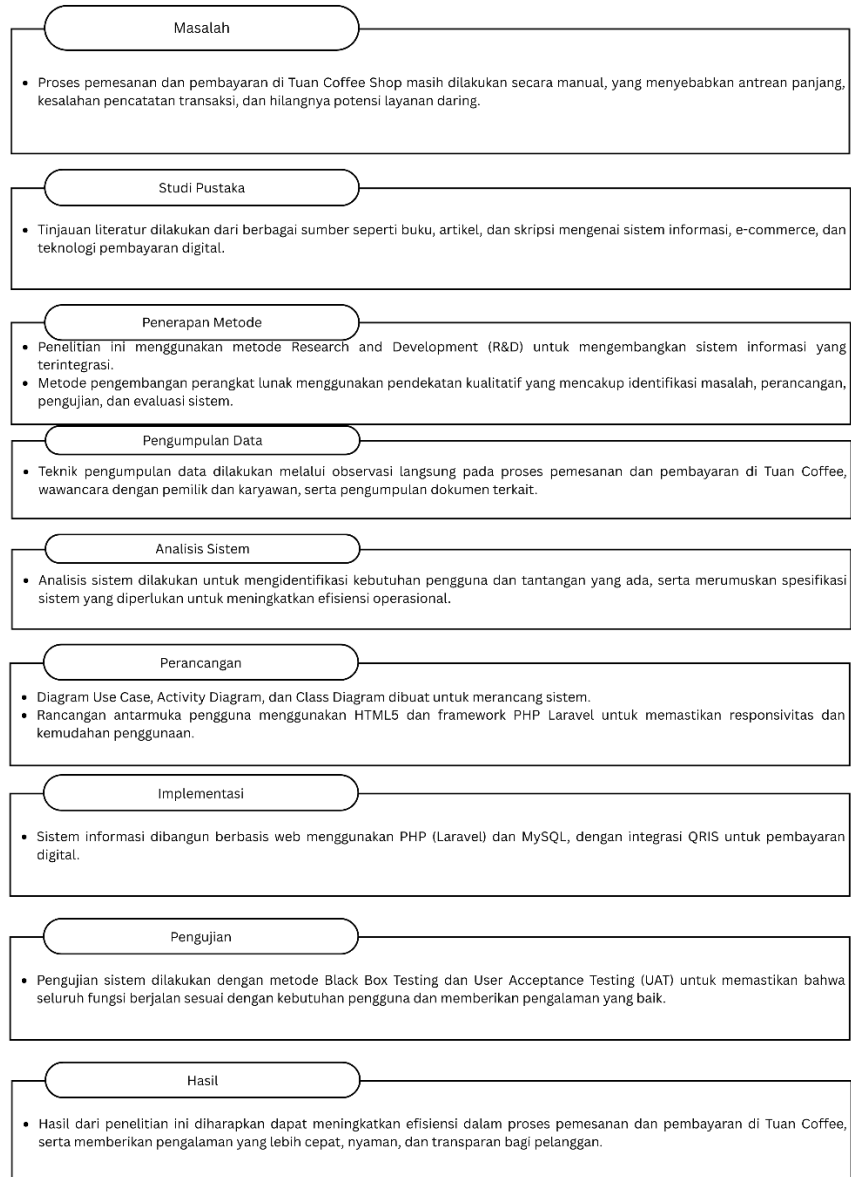 Masalah
• Proses pemesanan dan pembayaran di Tuan Coffee Shop masih dilakukan secara manual, yang menyebabkan antrean panjang,
kesalahan pencatatan transaksi, dan hilangnya potensi layanan daring.
Studi Pustaka
• Tinjauan literatur dilakukan dari berbagai sumber seperti buku, artikel, dan skripsi mengenai sistem informasi, e-commerce, dan
teknologi pembayaran digital.
Penerapan Metode
• Penelitian ini menggunakan metode Research and Development (R&D) untuk mengembangkan sistem informasi yang
terintegrasi.
• Metode pengembangan perangkat lunak menggunakan pendekatan kualitatif yang mencakup identifikasi masalah, perancangan,
pengujian, dan evaluasi sistem.
Pengumpulan Data
• Teknik pengumpulan data dilakukan melalui observasi langsung pada proses pemesanan dan pembayaran di Tuan Coffee,
wawancara dengan pemilik dan karyawan, serta pengumpulan dokumen terkait.
Analisis Sistem
• Analisis sistem dilakukan untuk mengidentifikasi kebutuhan pengguna dan tantangan yang ada, serta merumuskan spesifikasi
sistem yang diperlukan untuk meningkatkan efisiensi operasional.
Perancangan
• Diagram Use Case, Activity Diagram, dan Class Diagram dibuat untuk merancang sistem.
• Rancangan antarmuka pengguna menggunakan HTML5 dan framework PHP Laravel untuk memastikan responsivitas dan
kemudahan penggunaan.
Implementasi
• Sistem informasi dibangun berbasis web menggunakan PHP (Laravel) dan MySQL, dengan integrasi QRIS untuk pembayaran
digital.
Pengujian
• Pengujian sistem dilakukan dengan metode Black Box Testing dan User Acceptance Testing (UAT) untuk memastikan bahwa
seluruh fungsi berjalan sesuai dengan kebutuhan pengguna dan memberikan pengalaman yang baik.
Hasil
• Hasil dari penelitian ini diharapkan dapat meningkatkan efisiensi dalam proses pemesanan dan pembayaran di Tuan Coffee,
serta memberikan pengalaman yang lebih cepat, nyaman, dan transparan bagi pelanggan.